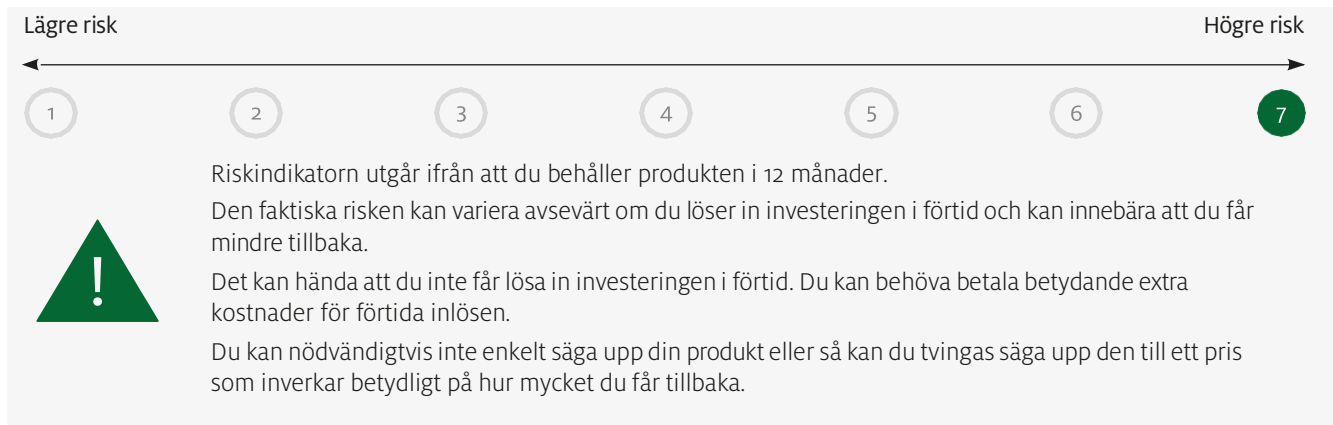 Lägre risk
Högre risk
1 2 3 4 5 6 7
Riskindikatorn utgår ifrån att du behåller produkten i 12 månader.
Den faktiska risken kan variera avsevärt om du löser in investeringen i förtid och kan innebära att du får
mindre tillbaka.
Det kan hända att du inte får lösa in investeringen i förtid. Du kan behöva betala betydande extra
kostnader för förtida inlösen.
Du kan nödvändigtvis inte enkelt säga upp din produkt eller så kan du tvingas säga upp den till ett pris
som inverkar betydligt på hur mycket du får tillbaka.
!